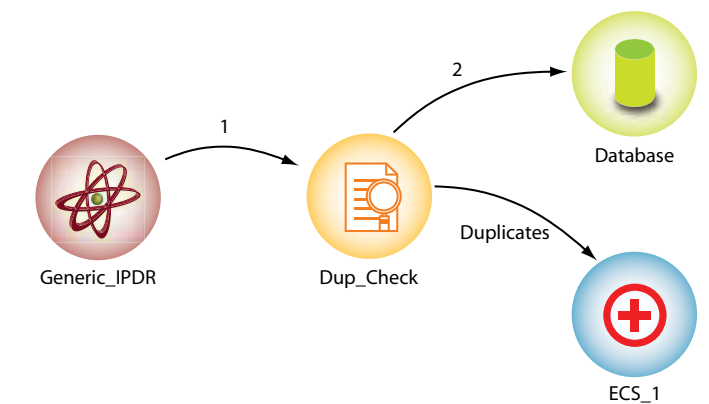 2
1
Database
Duplicates
Generic_IPDR
Dup_Check
ECS_1